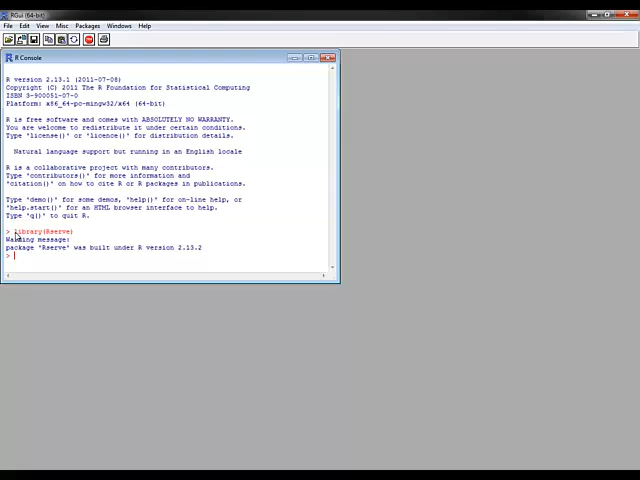 RGui (64-bit)
File Edit View Misc Packages Windows Help
R Console
R version 2.13.1 (2011-07-08)
Copyright (C) 2011 The R Foundation for Statistical Computing
ISBN 3-900051-07-0
Platform: x86_64-pc-mingw32/x64 (64-bit)
R is free software and comes with ABSOLUTELY NO WARRANTY.
You are welcome to redistribute it under certain conditions.
Type 'license()' or 'licence()' for distribution details.
Natural language support but running in an English locale
R is a collaborative project with many contributors.
Type 'contributors()' for more information and
'citation()' on how to cite R or R packages in publications.
Type 'demo()' for some demos, 'help()' for on-line help, or
'help.start()' for an HTML browser interface to help.
Type 'q()' to quit R.
> library(Rserve)
Warning message:
package 'Rserve' was built under R version 2.13.2
>